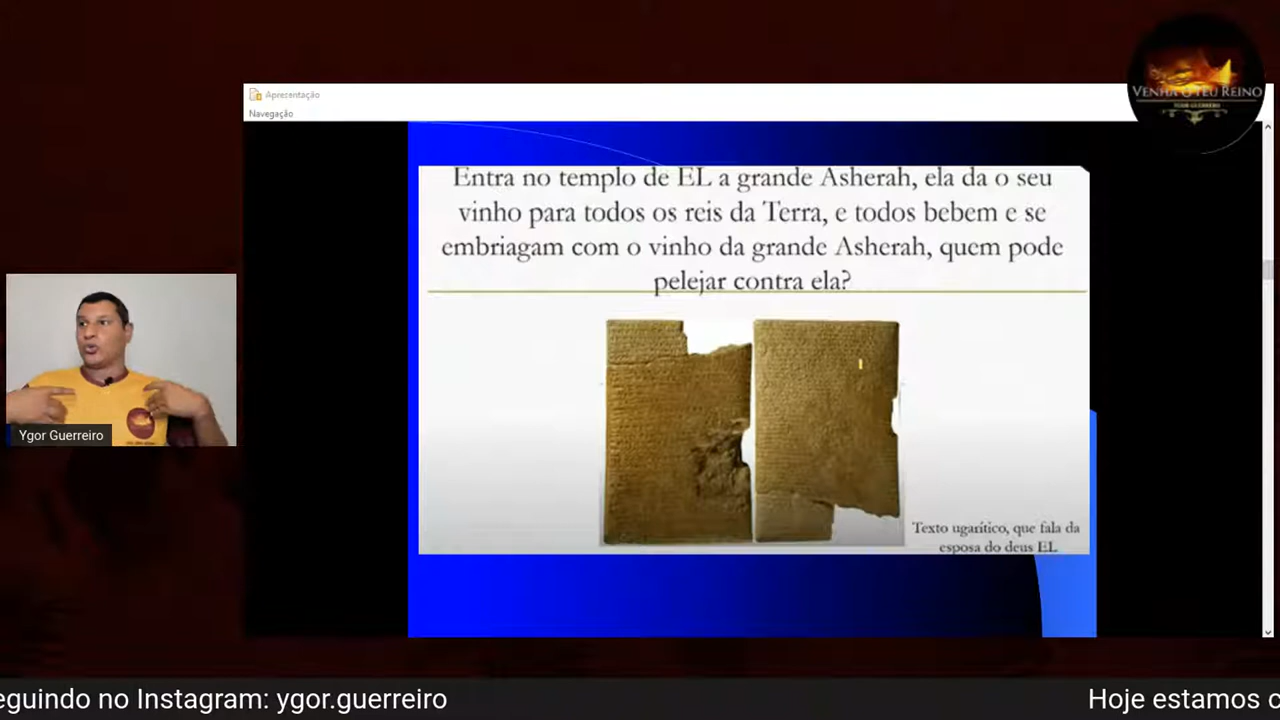 Apresentação
Navegação
VENHA O TEU REINO
YGOR GUERREIRO
Entra no templo de EL a grande Asherah, ela da o seu
vinho para todos os reis da Terra, e todos bebem e se
embriagam com o vinho da grande Asherah, quem pode
pelejar contra ela?
Ygor Guerreiro
Texto ugarítico, que fala da
esposa do deus EL
eguindo no Instagram: ygor.guerreiro
Hoje estamos c